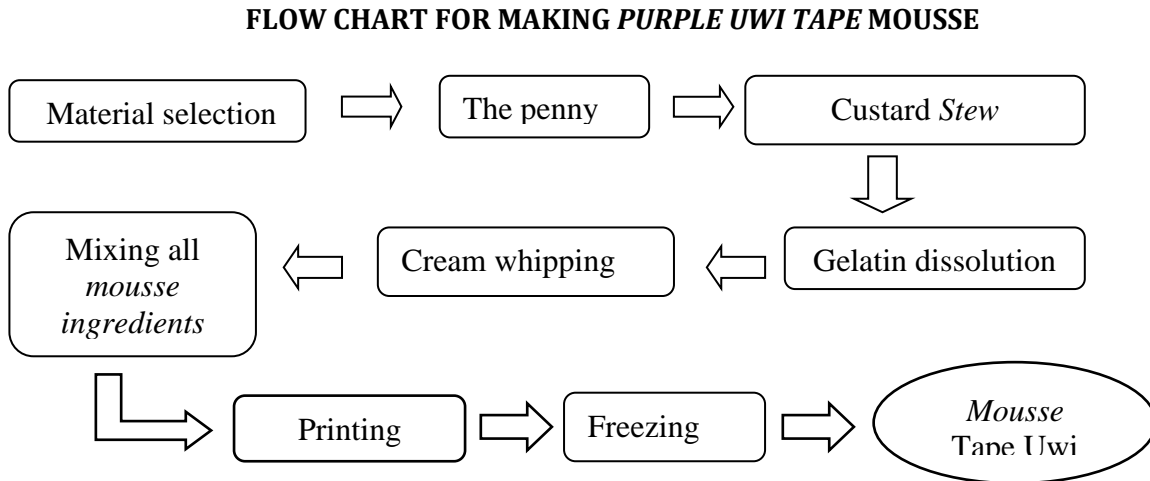 FLOW CHART FOR MAKING PURPLE UWI TAPE MOUSSE
Material selection
The penny
Custard Stew
Gelatin dissolution
Cream whipping
Mixing all
mousse
ingredients
Printing
Freezing
Mousse
Tape Uwi